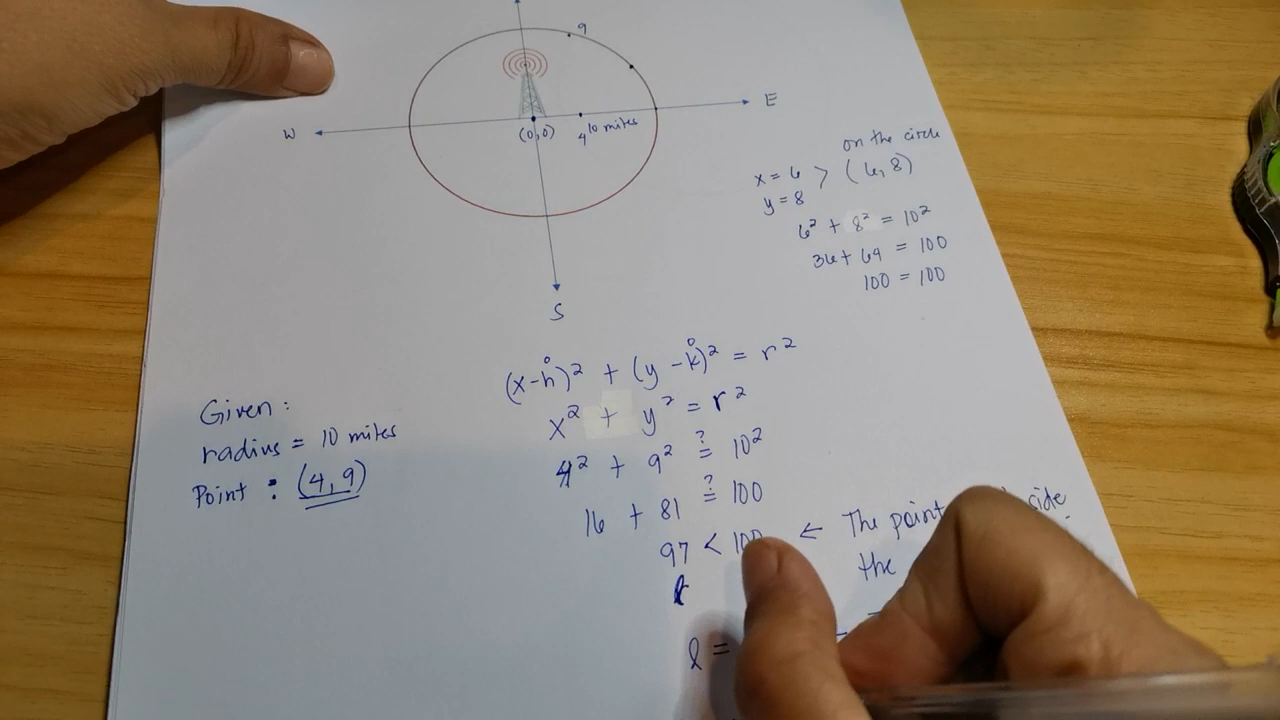 9
W
E
(0,0)
4
10 miles
on the circle
x = 6 > (6, 8)
y = 8
6² + 8² = 10²
36 + 64 = 100
100 = 100
S
(x-h)² + (y-k)² = r²
0 0
x² + y² = r²
4² + 9² ≟ 10²
16 + 81 ≟ 100
97 < 100 ← The point
the
l =
Given:
radius = 10 miles
Point : (4, 9)